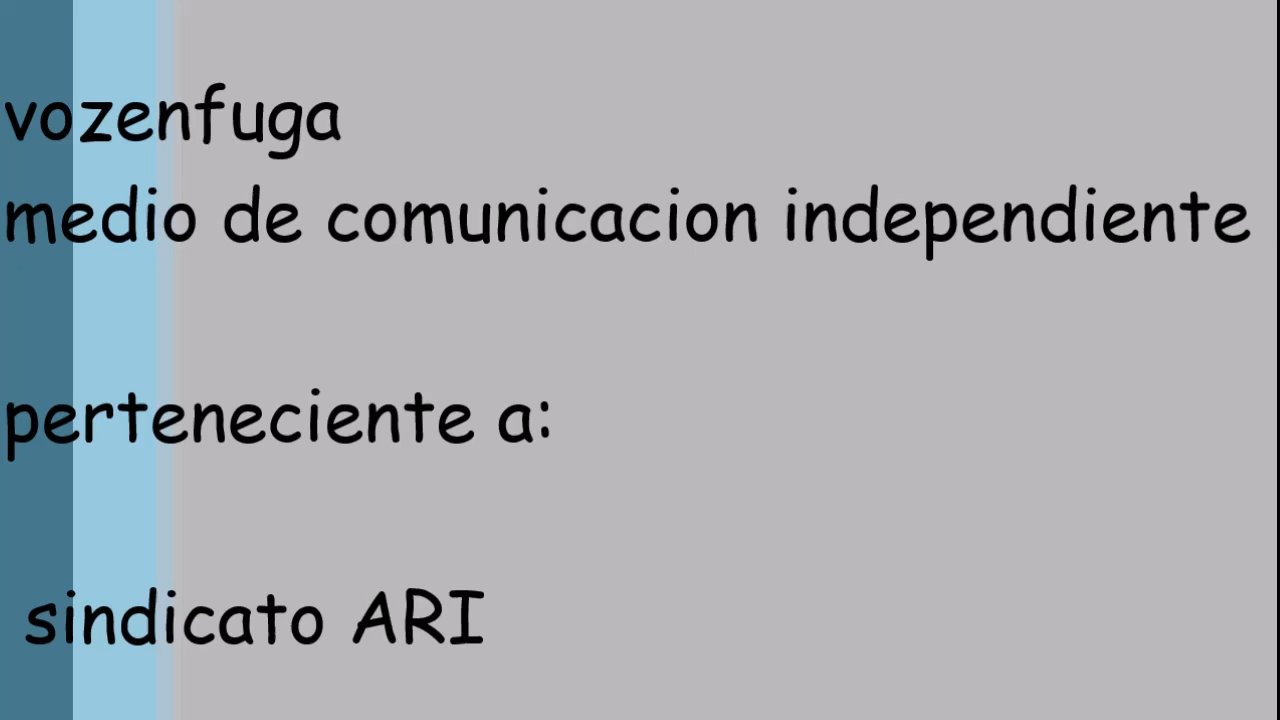 vozenfuga
medio de comunicacion independiente
perteneciente a:
sindicato ARI